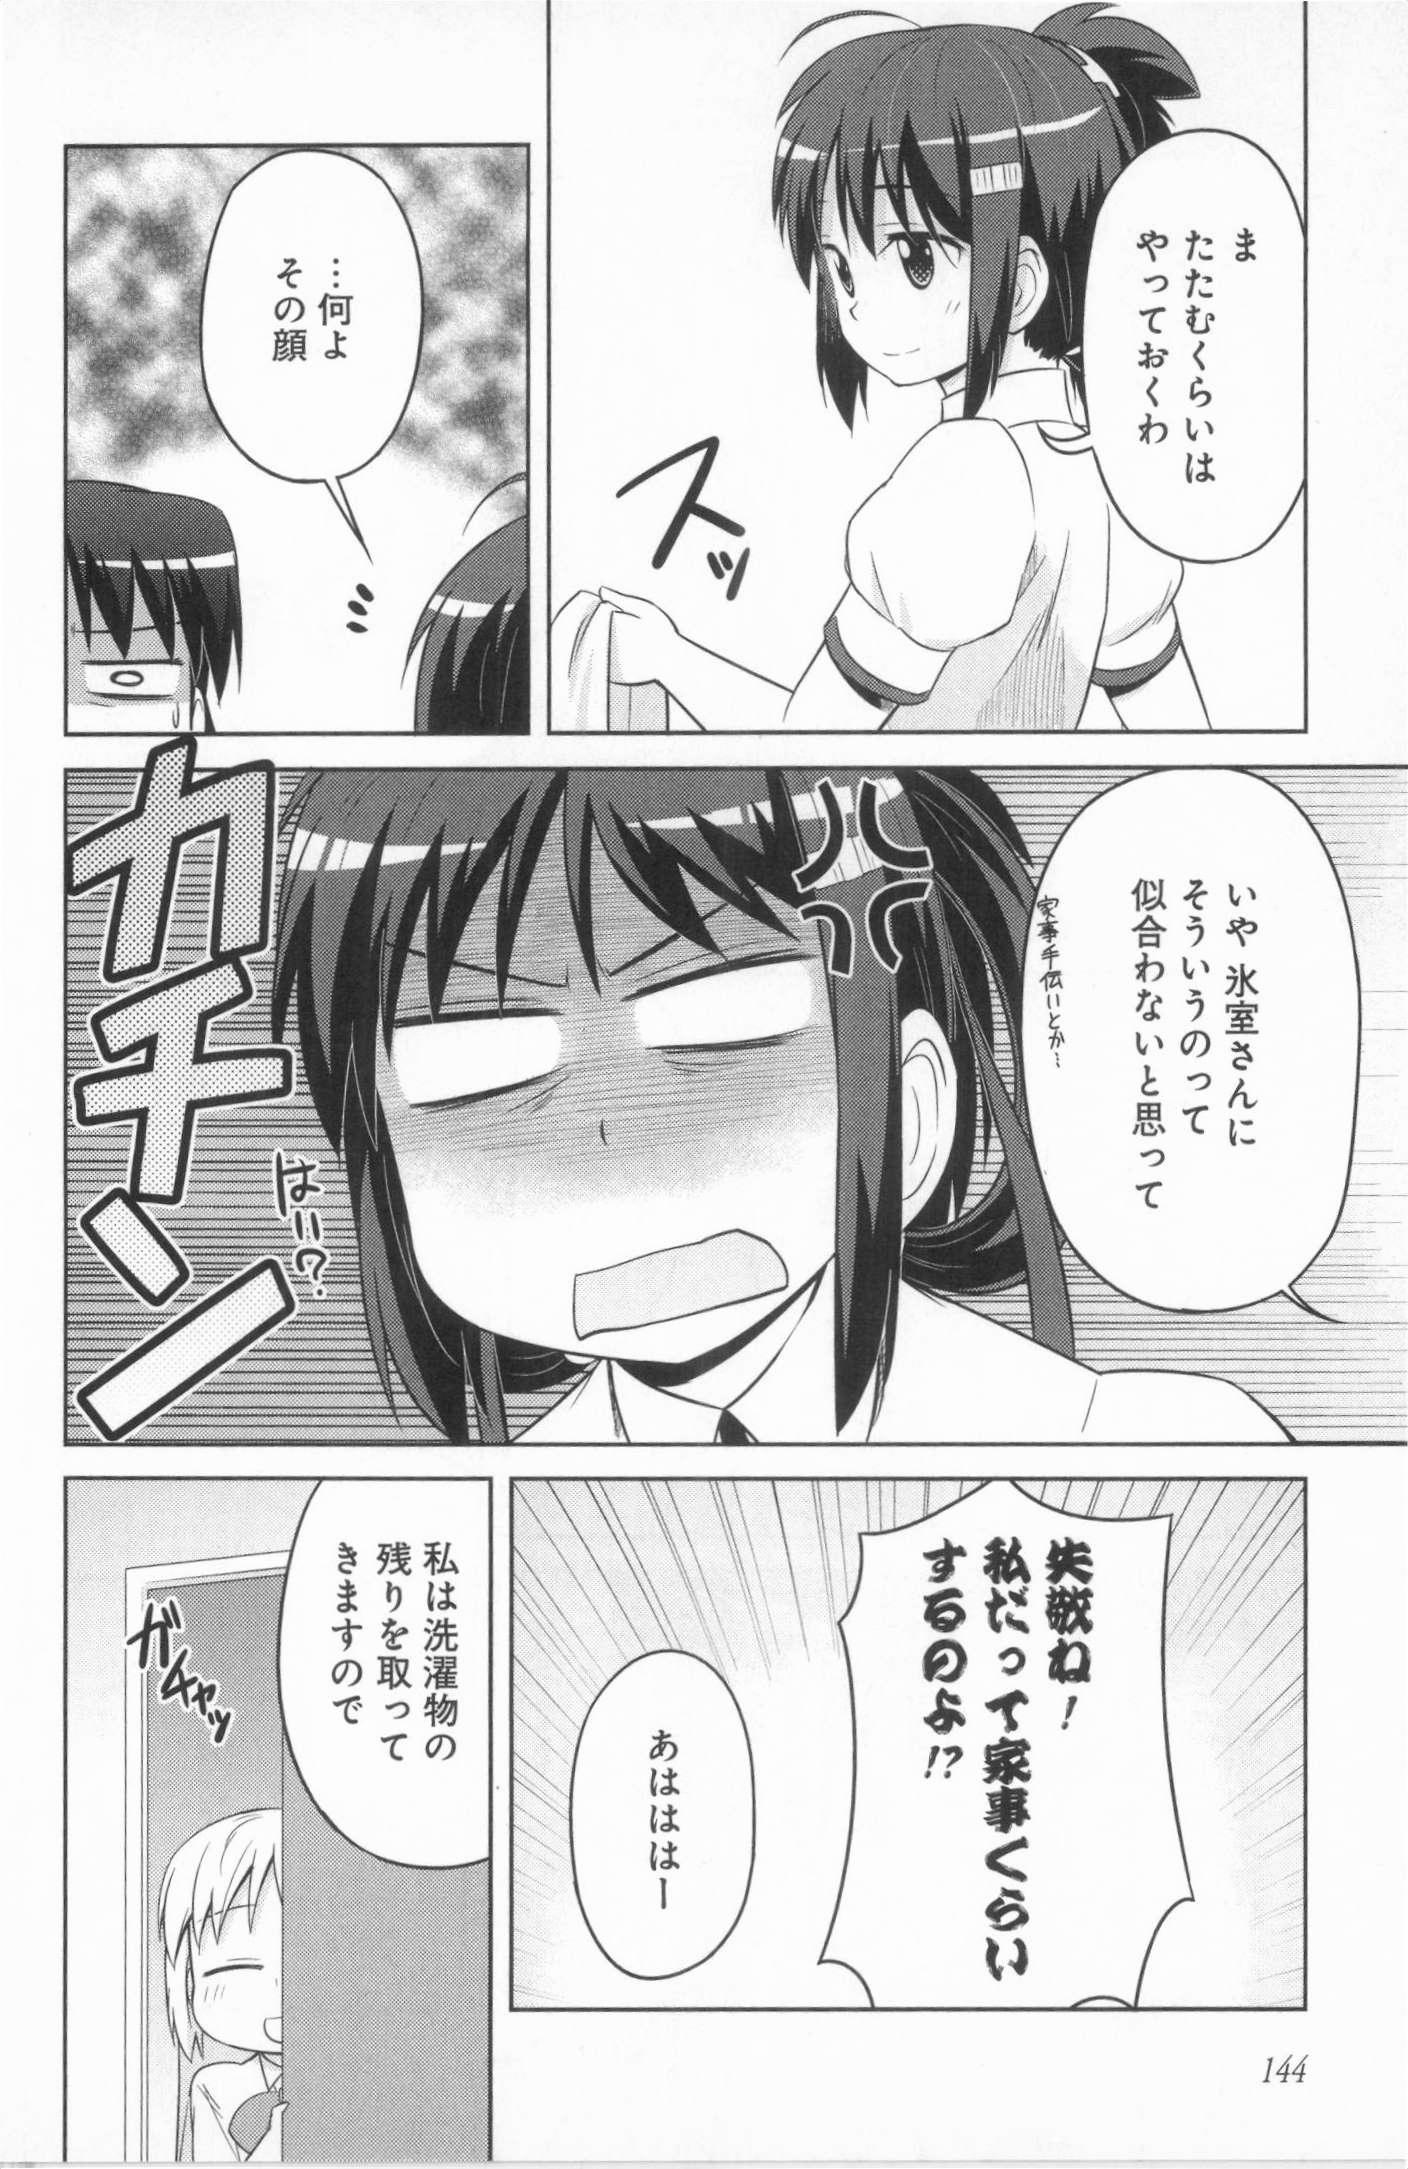 ま
たたむくらいは
やっておくわ
スッ
…何よ
その顔
いや 氷室さんに
そういうのって
似合わないと思って
家事手伝いとか…
はい？
カチン
失敬ね！
私だって家事くらい
するのよ！？
あははー
私は洗濯物の
残りを取って
きますので
ガチャッ
144